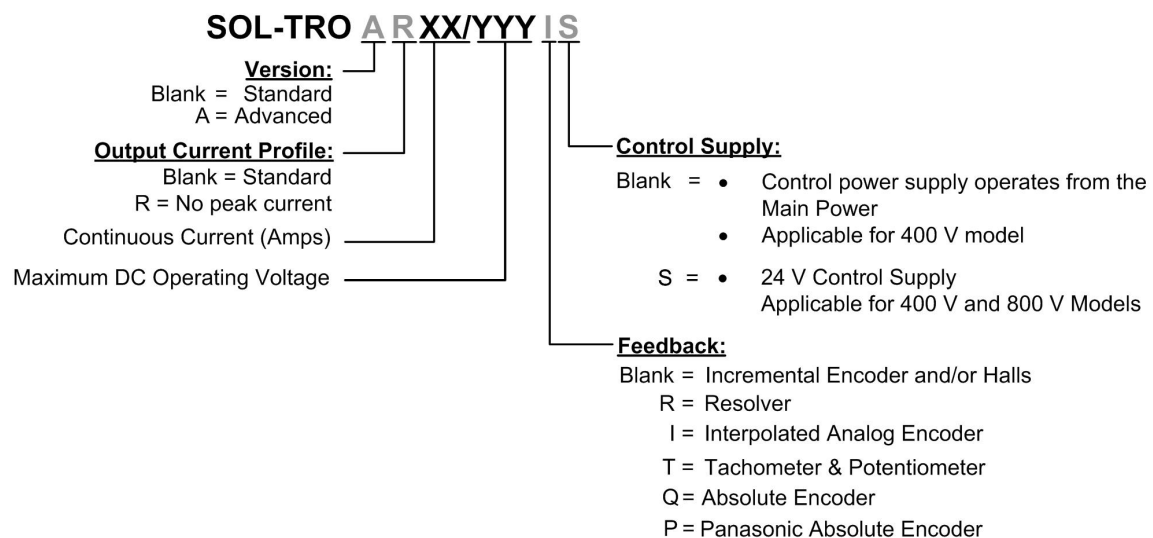 SOL-TRO A R XX/YYY I S
Version:
Blank = Standard
A = Advanced
Output Current Profile:
Blank = Standard
R = No peak current
Continuous Current (Amps)
Maximum DC Operating Voltage
Control Supply:
Blank = • Control power supply operates from the
Main Power
• Applicable for 400 V model
S = • 24 V Control Supply
Applicable for 400 V and 800 V Models
Feedback:
Blank = Incremental Encoder and/or Halls
R = Resolver
I = Interpolated Analog Encoder
T = Tachometer & Potentiometer
Q = Absolute Encoder
P = Panasonic Absolute Encoder